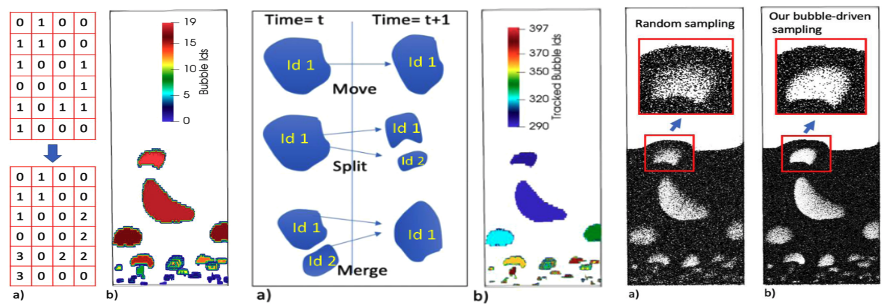 0 1 0 0
1 1 0 0
1 0 0 1
0 0 0 1
1 0 1 1
1 0 0 0
0 1 0 0
1 1 0 0
1 0 0 2
0 0 0 2
3 0 2 2
3 0 0 0
a)
19
15
10
5
0
Bubble Ids
b)
Time= t
Time= t+1
Id 1
Id 1
Move
Id 1
Id 1
Id 2
Split
Id 1
Id 2
Id 1
Merge
a)
397
370
350
320
290
Tracked Bubble Ids
b)
Random sampling
a)
Our bubble-driven
sampling
b)